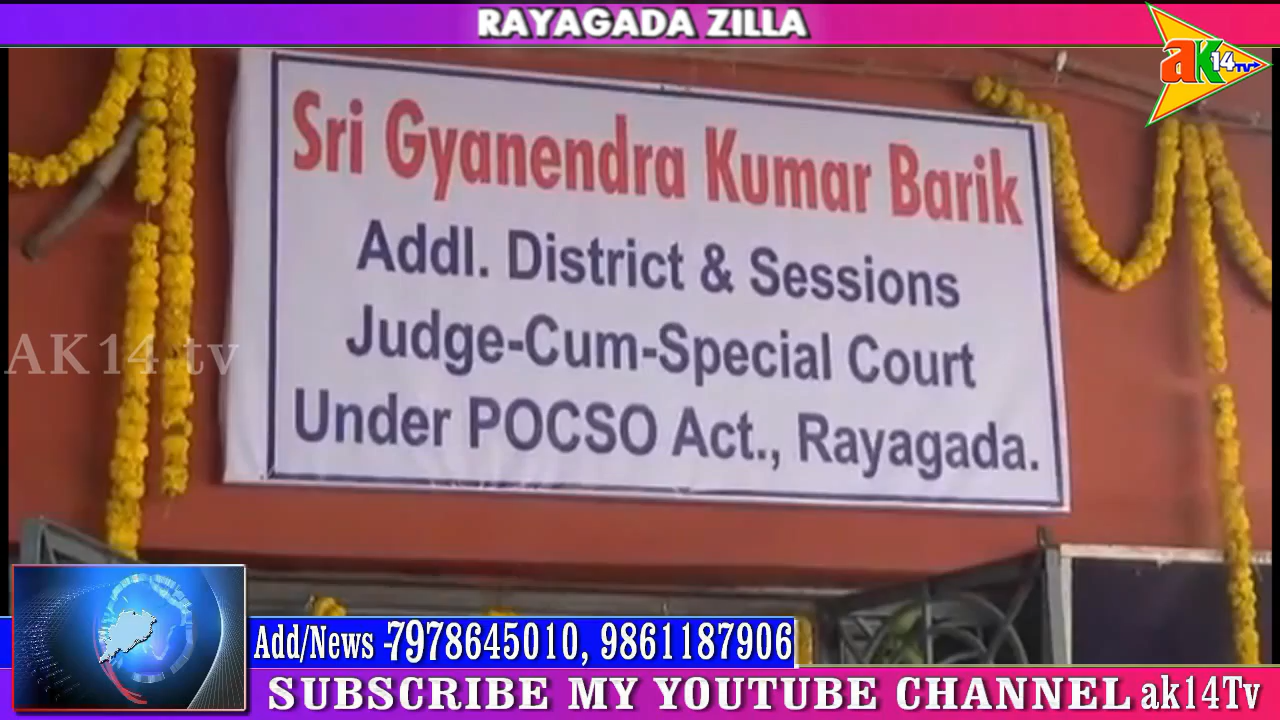 RAYAGADA ZILLA
aK14TV
Sri Gyanendra Kumar Barik
Addl. District & Sessions
Judge-Cum-Special Court
Under POCSO Act., Rayagada.
AK14.tv
Add/News -7978645010, 9861187906
SUBSCRIBE MY YOUTUBE CHANNEL ak14Tv